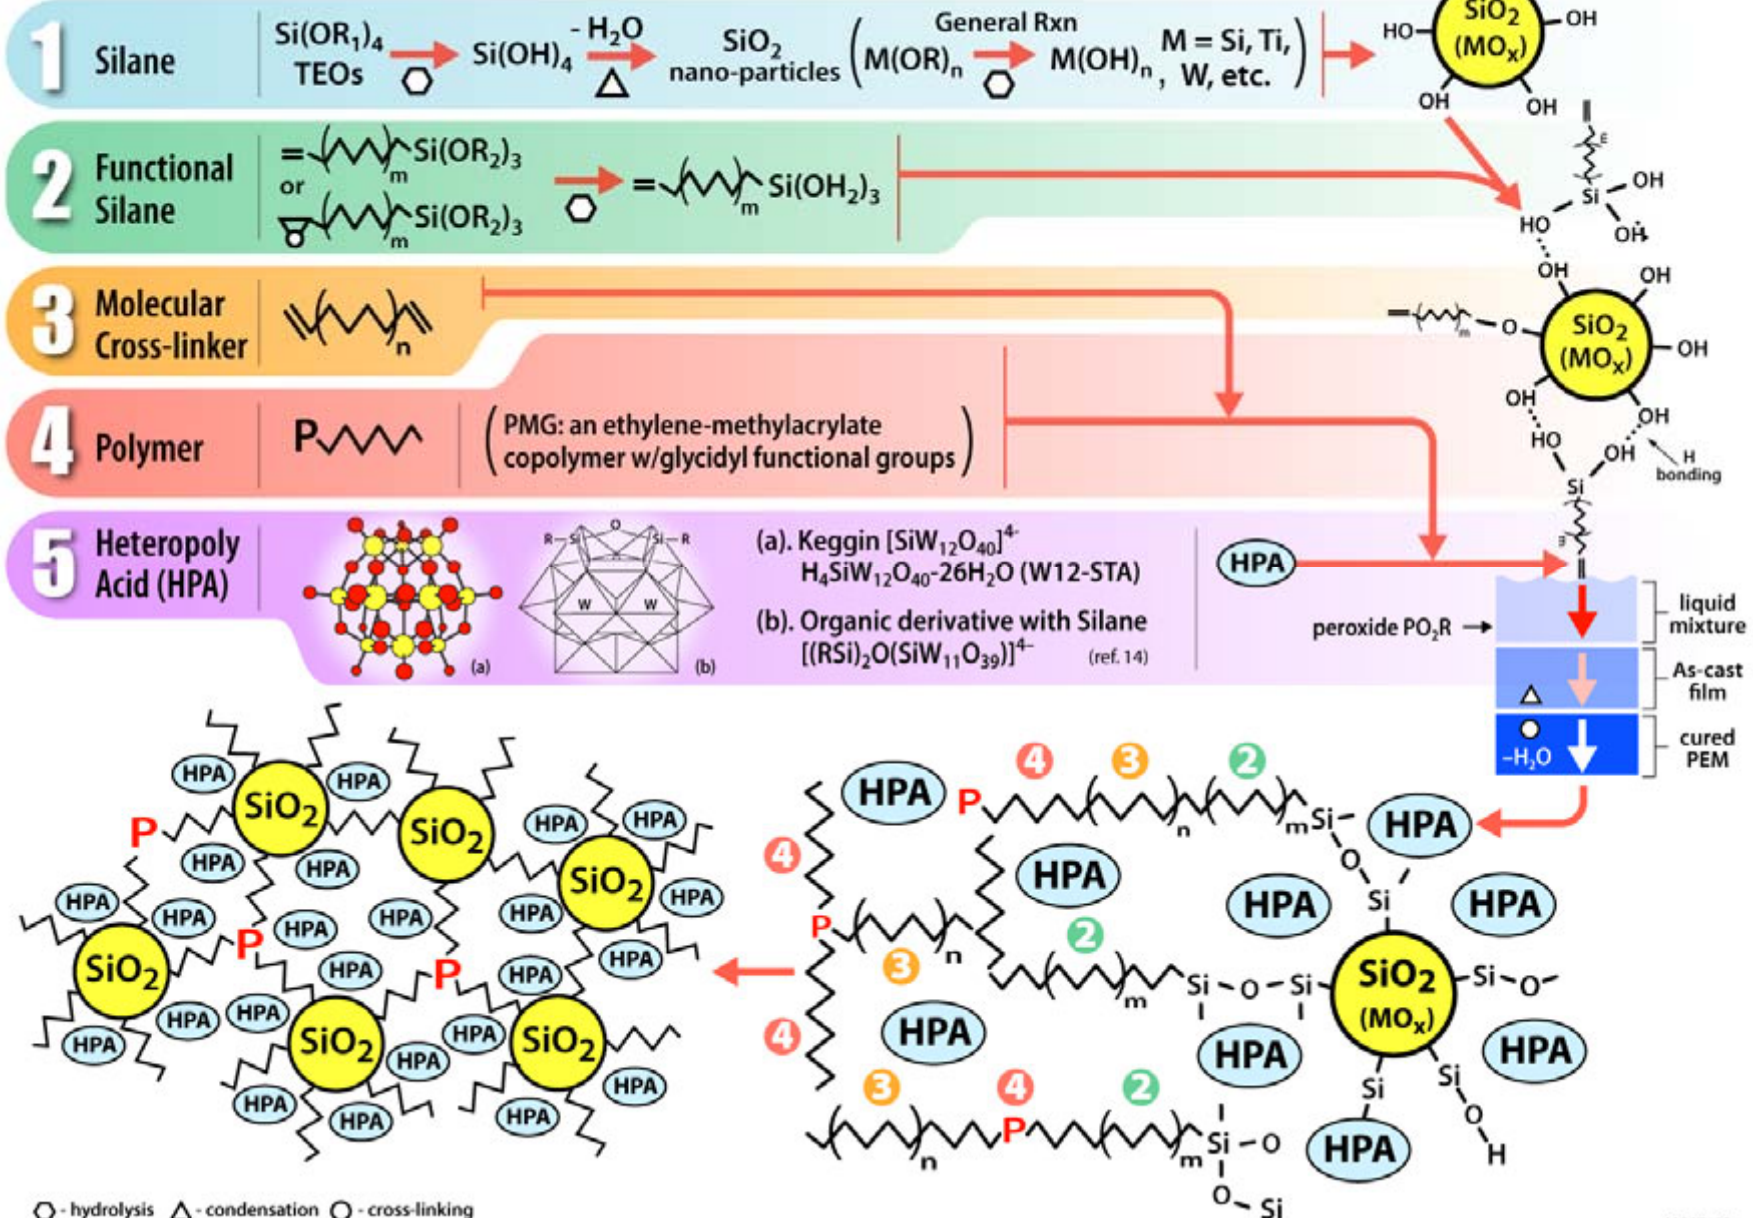 1 Silane
Si(OR₁)₄
TEOs
Si(OH)₄
- H₂O
SiO₂
nano-particles
General Rxn
(M(OR)ₙ M(OH)ₙ , M = Si, Ti,
W, etc.)
SiO₂
(MOₓ)
HO
OH
OH
OH
2 Functional
Silane
= ( )m Si(OR₂)₃
or
( )m Si(OR₂)₃
= ( )m Si(OH₂)₃
m
Si
OH
HO
OH
OH
OH
3 Molecular
Cross-linker
( )n
m
O
SiO₂
(MOₓ)
OH
OH
OH
HO
OH
H
bonding
Si
m
4 Polymer
P
(PMG: an ethylene-methylacrylate
copolymer w/glycidyl functional groups)
5 Heteropoly
Acid (HPA)
(a)
O
R Si Si R
W W
(b)
(a). Keggin [SiW₁₂O₄₀]⁴⁻
H₄SiW₁₂O₄₀-26H₂O (W12-STA)
(b). Organic derivative with Silane
[(RSi)₂O(SiW₁₁O₃₉)]⁴⁻ (ref. 14)
HPA
peroxide PO₂R
liquid
mixture
As-cast
film
–H₂O
cured
PEM
HPA
HPA
SiO₂
P
SiO₂
HPA
HPA
SiO₂
HPA
HPA
HPA
HPA
HPA
HPA
HPA
HPA
HPA
P
SiO₂
HPA
P
HPA
HPA
HPA
HPA
HPA
SiO₂
HPA
HPA
SiO₂
HPA
HPA
HPA
HPA
4 3 2
HPA
P
n
m
Si
HPA
4
O
HPA
HPA
HPA
Si
P
n
3
2
m
Si O Si
SiO₂
(MOₓ)
Si O
4
HPA
HPA
HPA
3 4 2
Si
Si
O
H
HPA
n
P
m
Si O
O Si
- hydrolysis - condensation - cross-linking